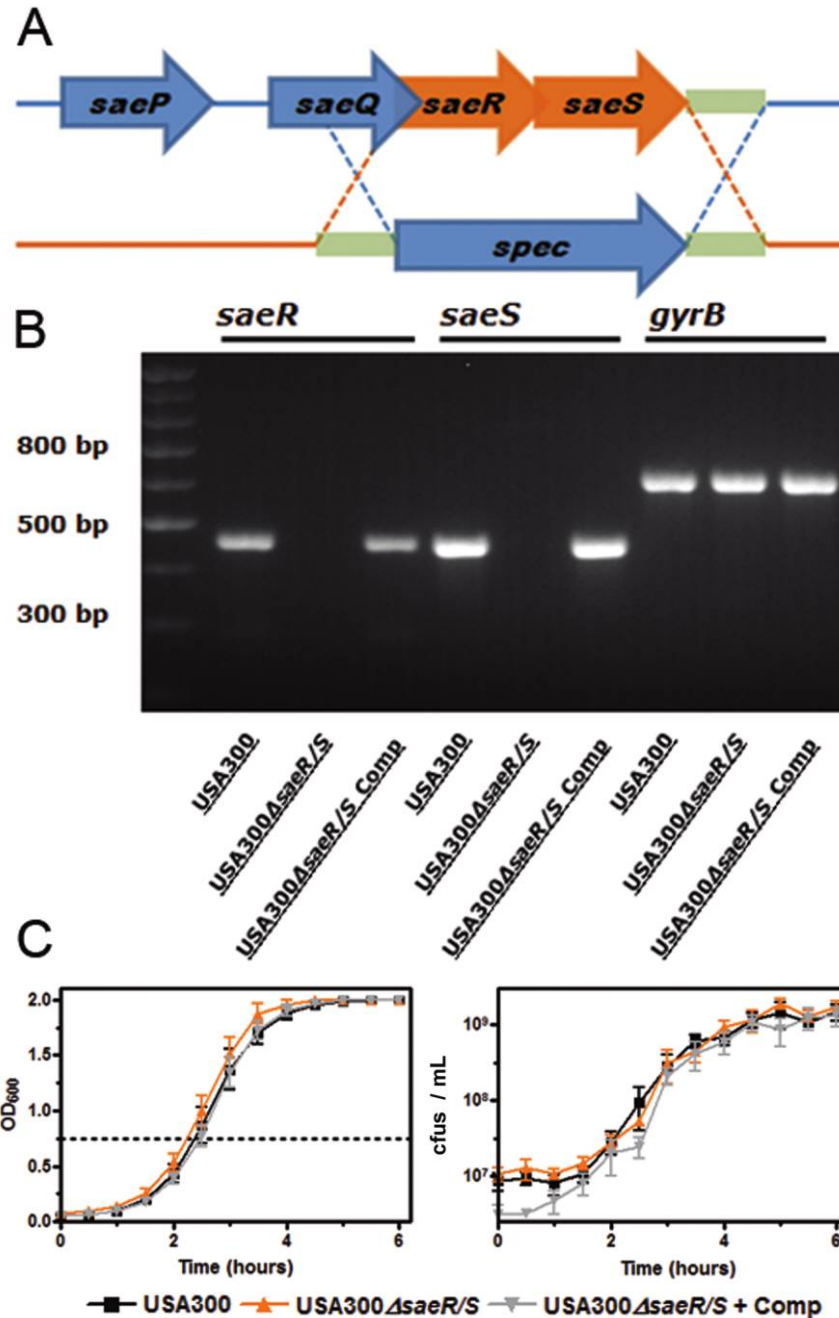 A
saeP saeQ saeR saeS
spec
B
saeR saeS gyrB
800 bp
500 bp
300 bp
USA300
USA300ΔsaeR/S
USA300ΔsaeR/S Comp
USA300
USA300ΔsaeR/S
USA300ΔsaeR/S Comp
USA300
USA300ΔsaeR/S
USA300ΔsaeR/S Comp
C
2.0
1.5
1.0
0.5
0.0
OD600
0 2 4 6
Time (hours)
10⁹
10⁸
10⁷
cfus / mL
0 2 4 6
Time (hours)
USA300 USA300ΔsaeR/S USA300ΔsaeR/S + Comp